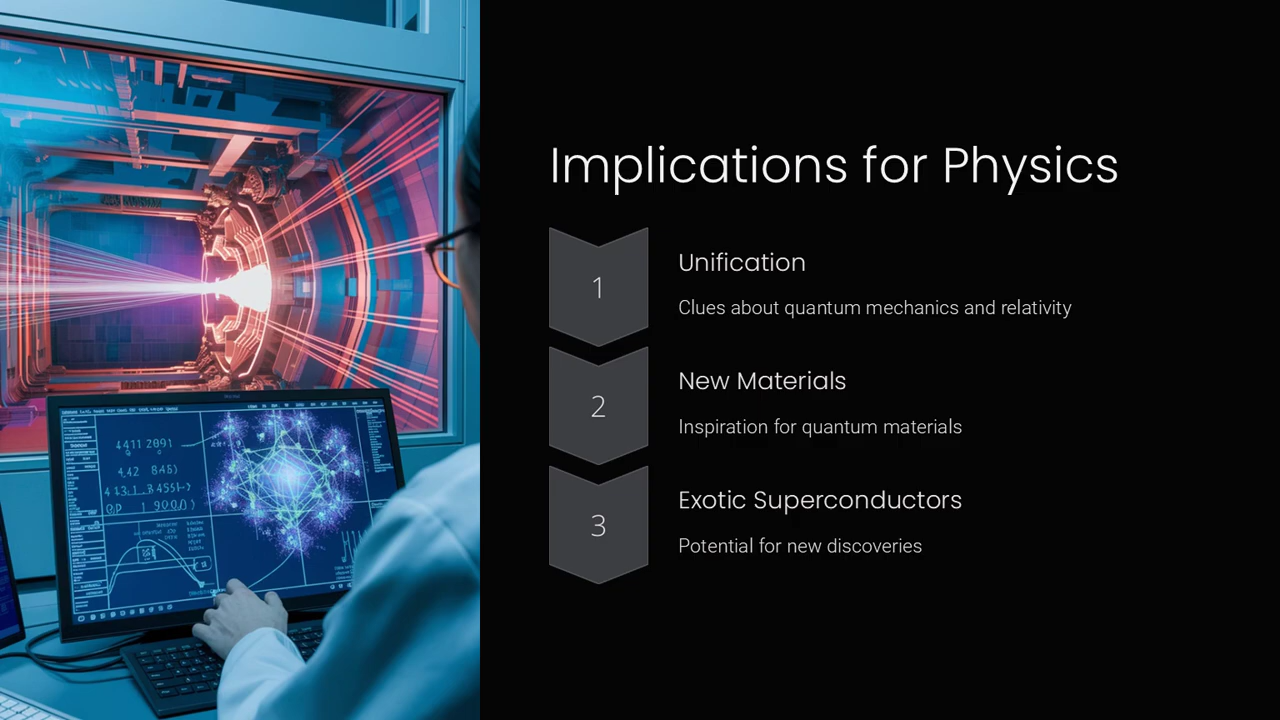 Implications for Physics
1
Unification
Clues about quantum mechanics and relativity
2
New Materials
Inspiration for quantum materials
3
Exotic Superconductors
Potential for new discoveries